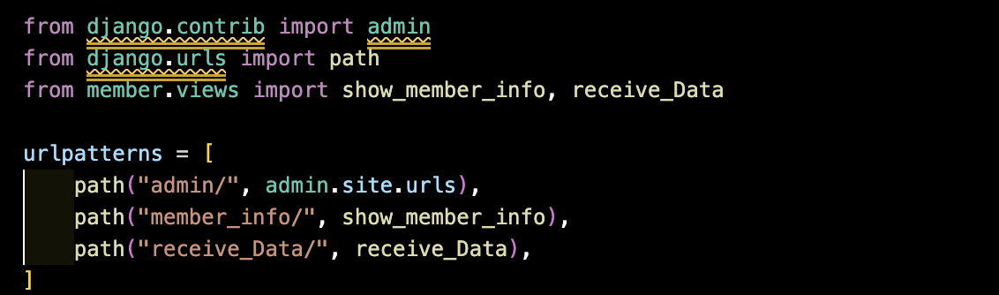 from django.contrib import admin
from django.urls import path
from member.views import show_member_info, receive_Data

urlpatterns = [
    path("admin/", admin.site.urls),
    path("member_info/", show_member_info),
    path("receive_Data/", receive_Data),
]